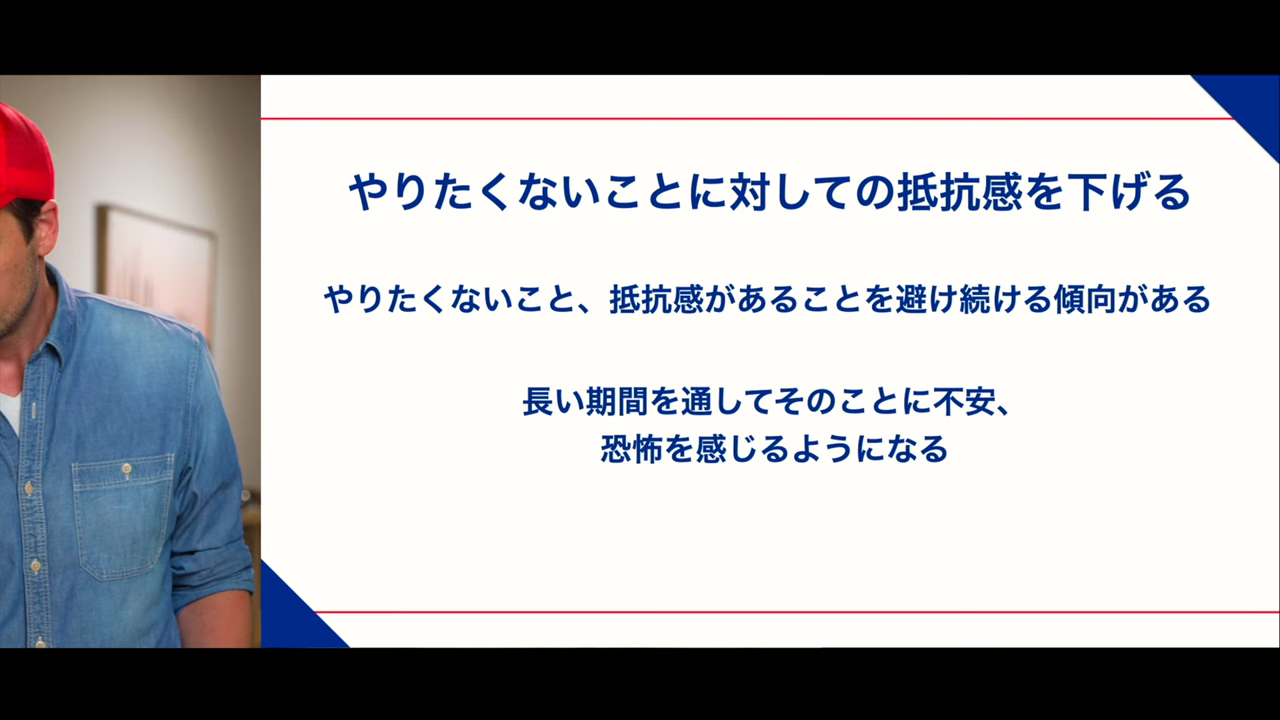 やりたくないことに対しての抵抗感を下げる
やりたくないこと、抵抗感があることを避け続ける傾向がある
長い期間を通してそのことに不安、
恐怖を感じるようになる